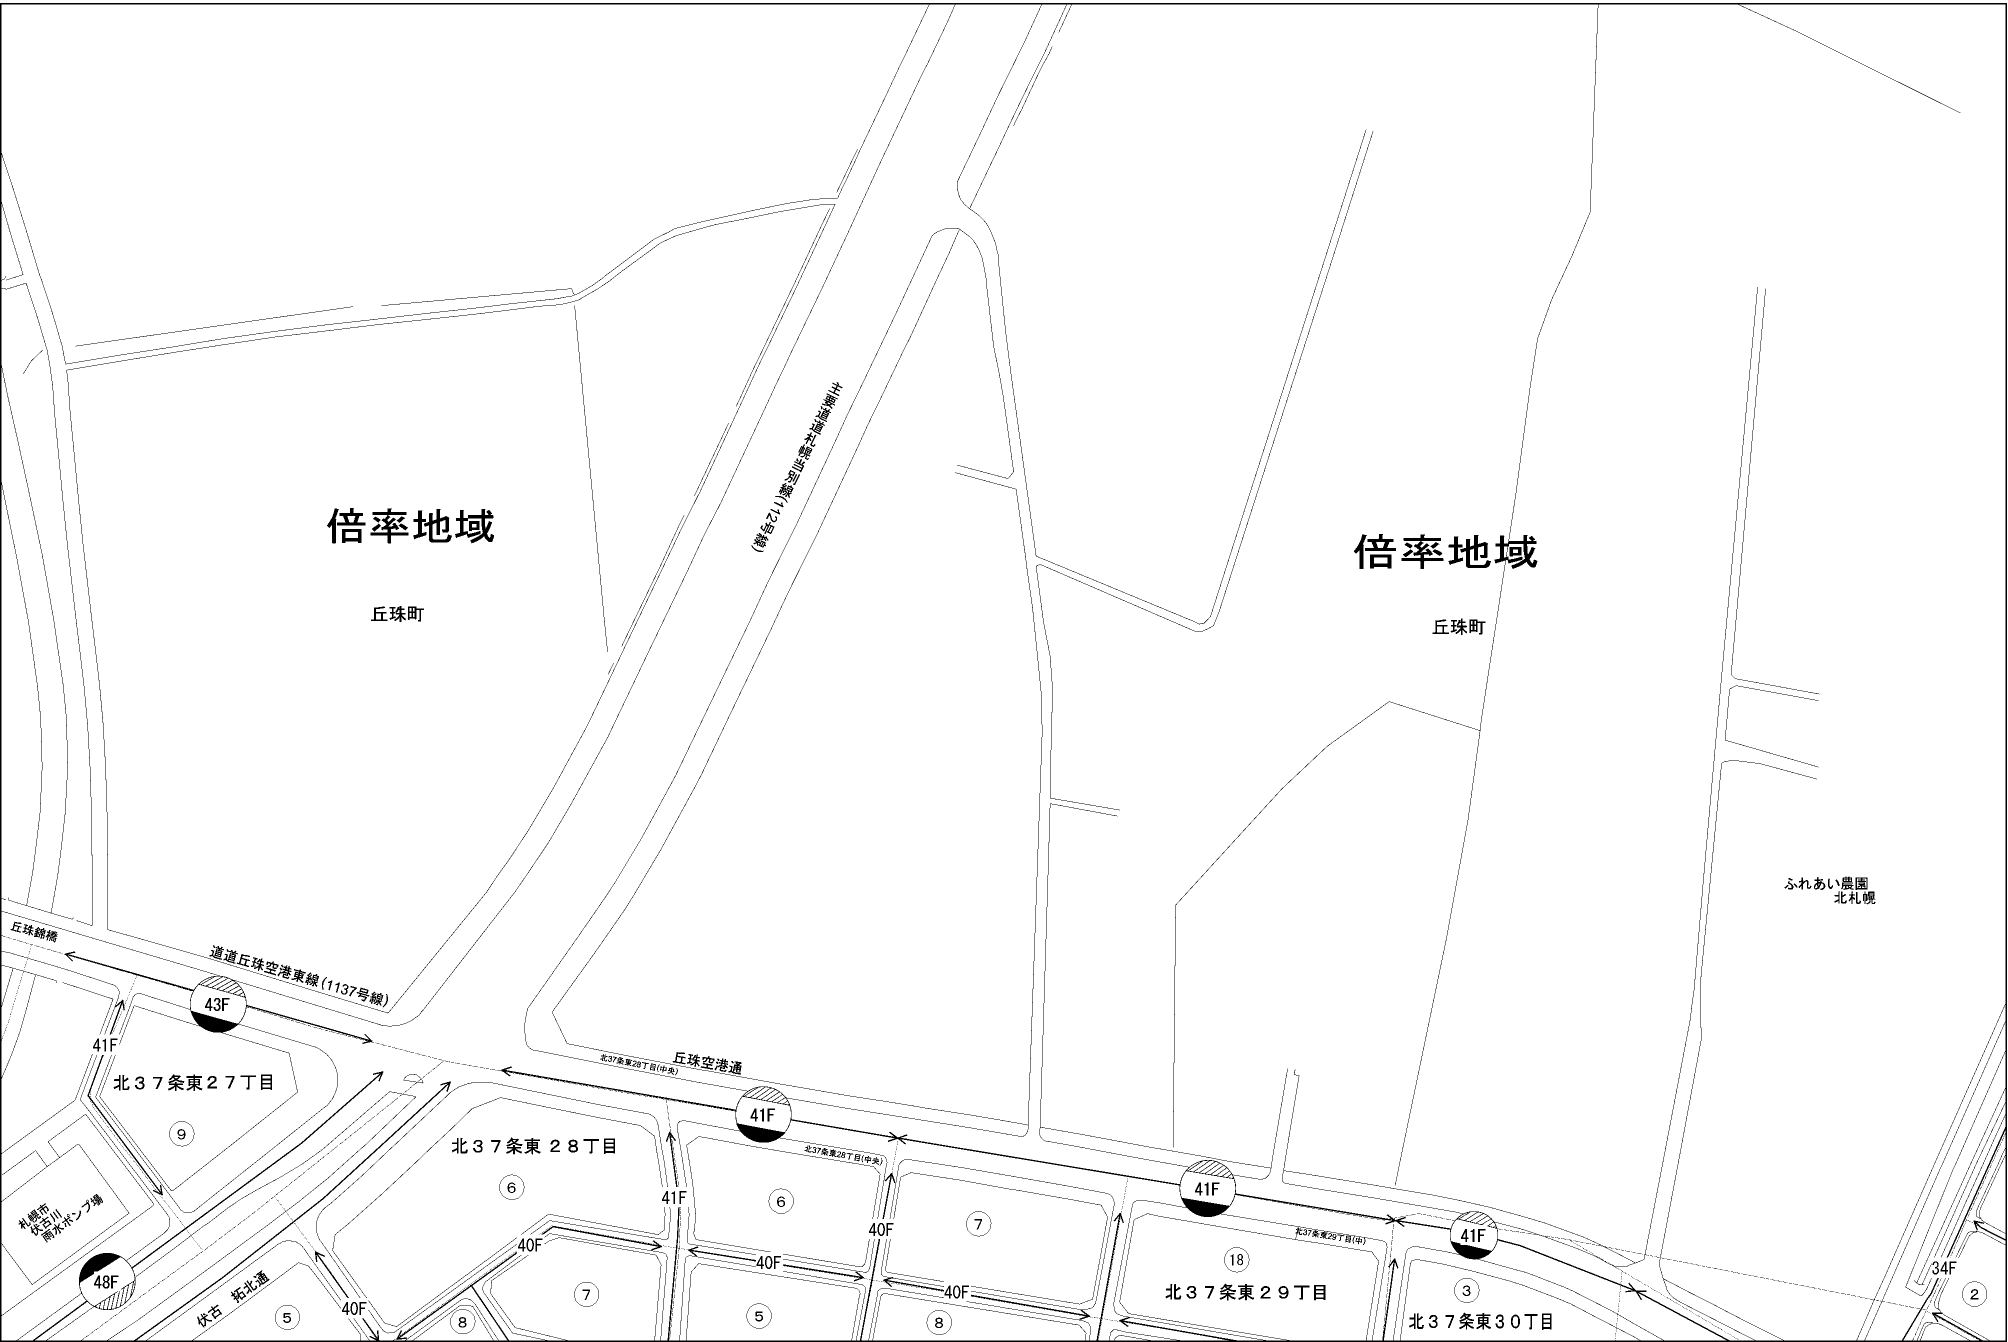 主要道道札幌当別線(112号線)
倍率地域
丘珠町
倍率地域
丘珠町
ふれあい農園
北札幌
丘珠錦橋
道道丘珠空港東線(1137号線)
43F
41F
北37条東27丁目
9
札幌市
伏古川
雨水ポンプ場
48F
伏古 拓北通
北37条東28丁目(中央)
丘珠空港通
41F
北37条東28丁目
6
41F
北37条東28丁目(中央)
6
40F
7
41F
18
北37条東29丁目(中)
北37条東29丁目
41F
3
北37条東30丁目
34F
2
40F
40F
40F
40F
5
8
7
5
8